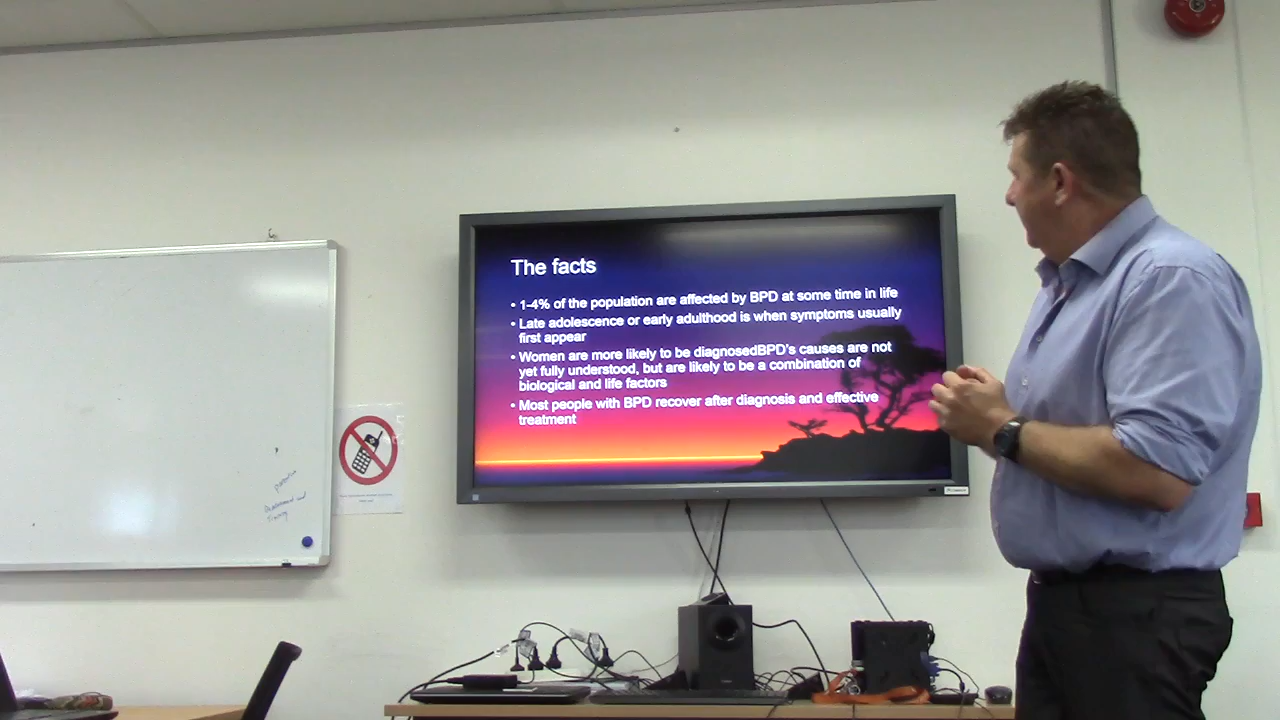 The facts
• 1-4% of the population are affected by BPD at some time in life
• Late adolescence or early adulthood is when symptoms usually
first appear
• Women are more likely to be diagnosedBPD's causes are not
yet fully understood, but are likely to be a combination of
biological and life factors
• Most people with BPD recover after diagnosis and effective
treatment